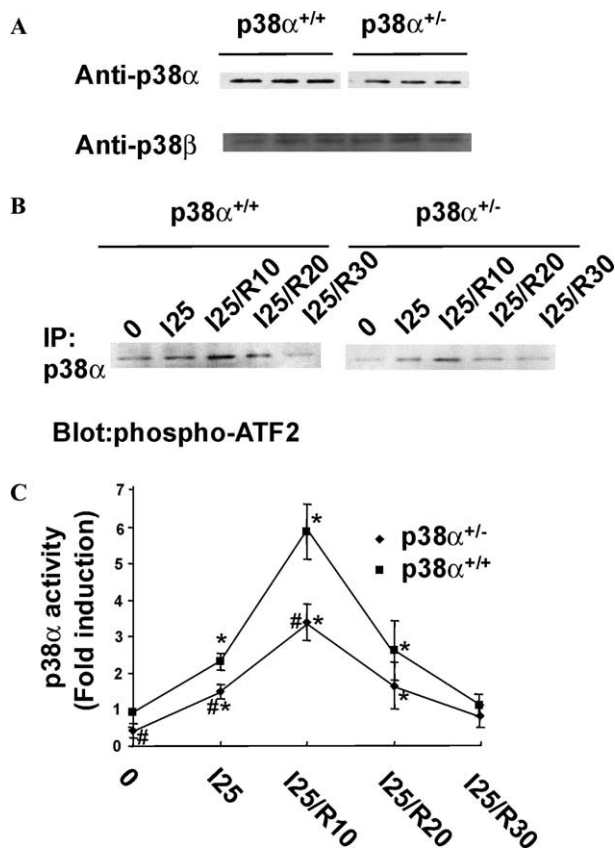 A
p38α+/+ p38α+/-
Anti-p38α
Anti-p38β
B
p38α+/+ p38α+/-
0 I25 I25/R10 I25/R20 I25/R30 0 I25 I25/R10 I25/R20 I25/R30
IP:
p38α
Blot:phospho-ATF2
C
p38α activity
(Fold induction)
7
6
5
4
3
2
1
0
* 
p38α+/-
p38α+/+
*
#*
*
#*
*
#
0 I25 I25/R10 I25/R20 I25/R30